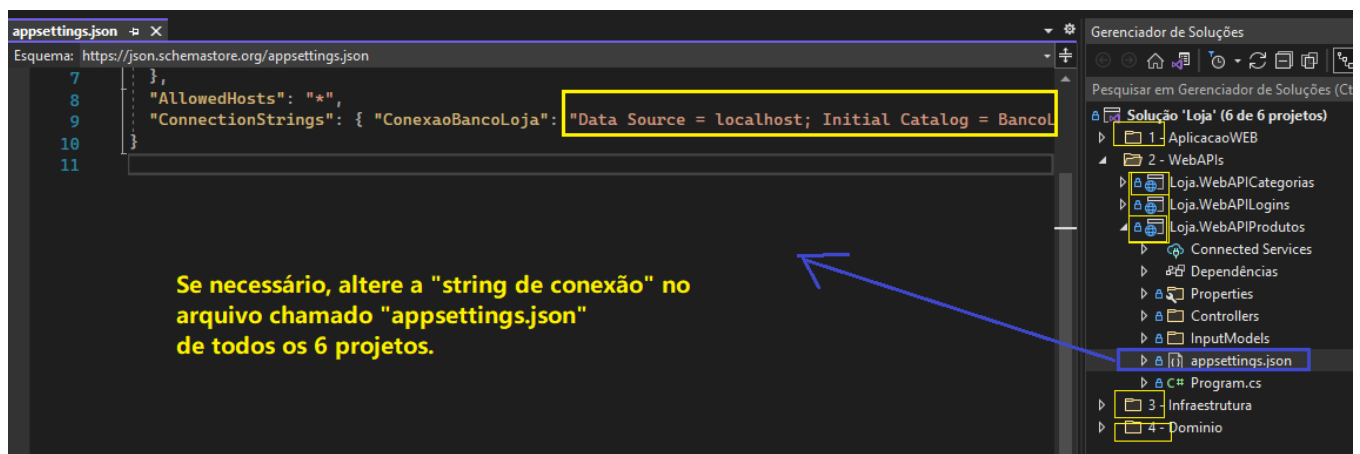 appsettings.json
Esquema: https://json.schemastore.org/appsettings.json
7 },
8 "AllowedHosts": "*",
9 "ConnectionStrings": { "ConexaoBancoLoja": "Data Source = localhost; Initial Catalog = BancoL
10 }
11
Se necessário, altere a "string de conexão" no
arquivo chamado "appsettings.json"
de todos os 6 projetos.
Gerenciador de Soluções
Pesquisar em Gerenciador de Soluções (Ct
Solução 'Loja' (6 de 6 projetos)
1 - AplicacaoWEB
2 - WebAPIs
Loja.WebAPICategorias
Loja.WebAPILogins
Loja.WebAPIProdutos
Connected Services
Dependências
Properties
Controllers
InputModels
appsettings.json
C# Program.cs
3 - Infraestrutura
4 - Dominio